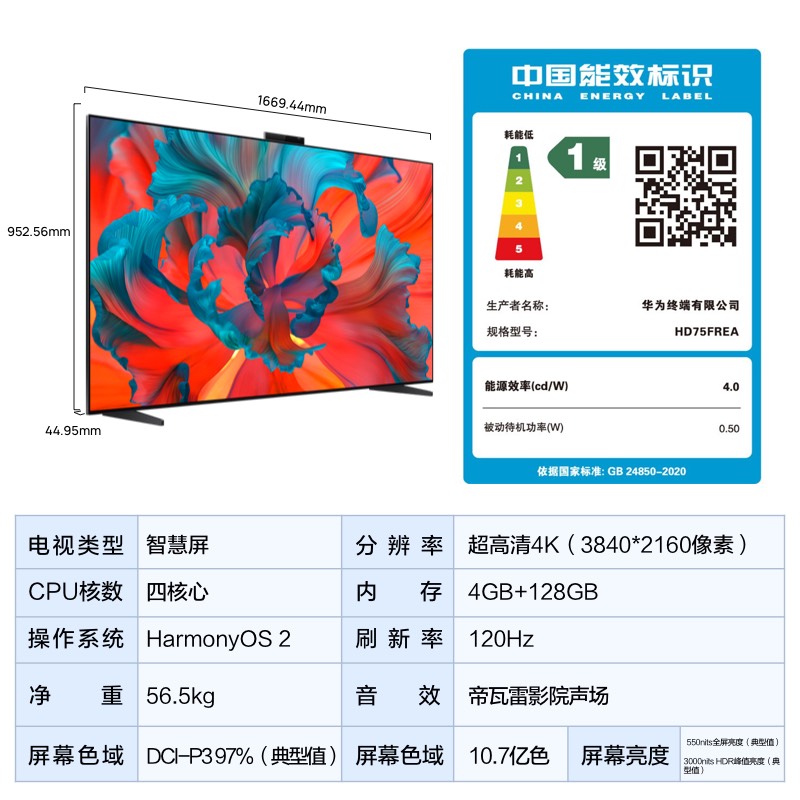 1669.44mm
952.56mm
44.95mm
中国能效标识
CHINA ENERGY LABEL
耗能低
1
2
3
4
5
耗能高
1级
生产者名称： 华为终端有限公司
规格型号： HD75FREA
能源效率(cd/W) 4.0
被动待机功率(W) 0.50
依据国家标准: GB 24850-2020
电视类型 智慧屏 分辨率 超高清4K（3840*2160像素）
CPU核数 四核心 内存 4GB+128GB
操作系统 HarmonyOS 2 刷新率 120Hz
净重 56.5kg 音效 帝瓦雷影院声场
屏幕色域 DCI-P3 97%（典型值） 屏幕色域 10.7亿色 屏幕亮度 550nits全屏亮度（典型值）
3000nits HDR峰值亮度（典
型值）